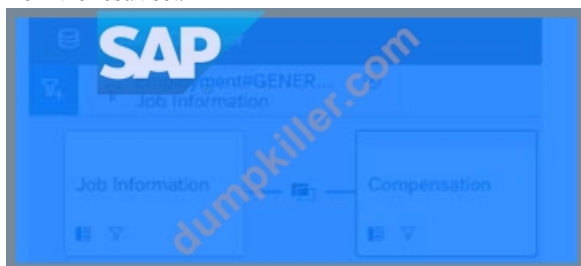 SAP
Employment#GENER...
Job Information
Job Information
Compensation
dumpkiller.com